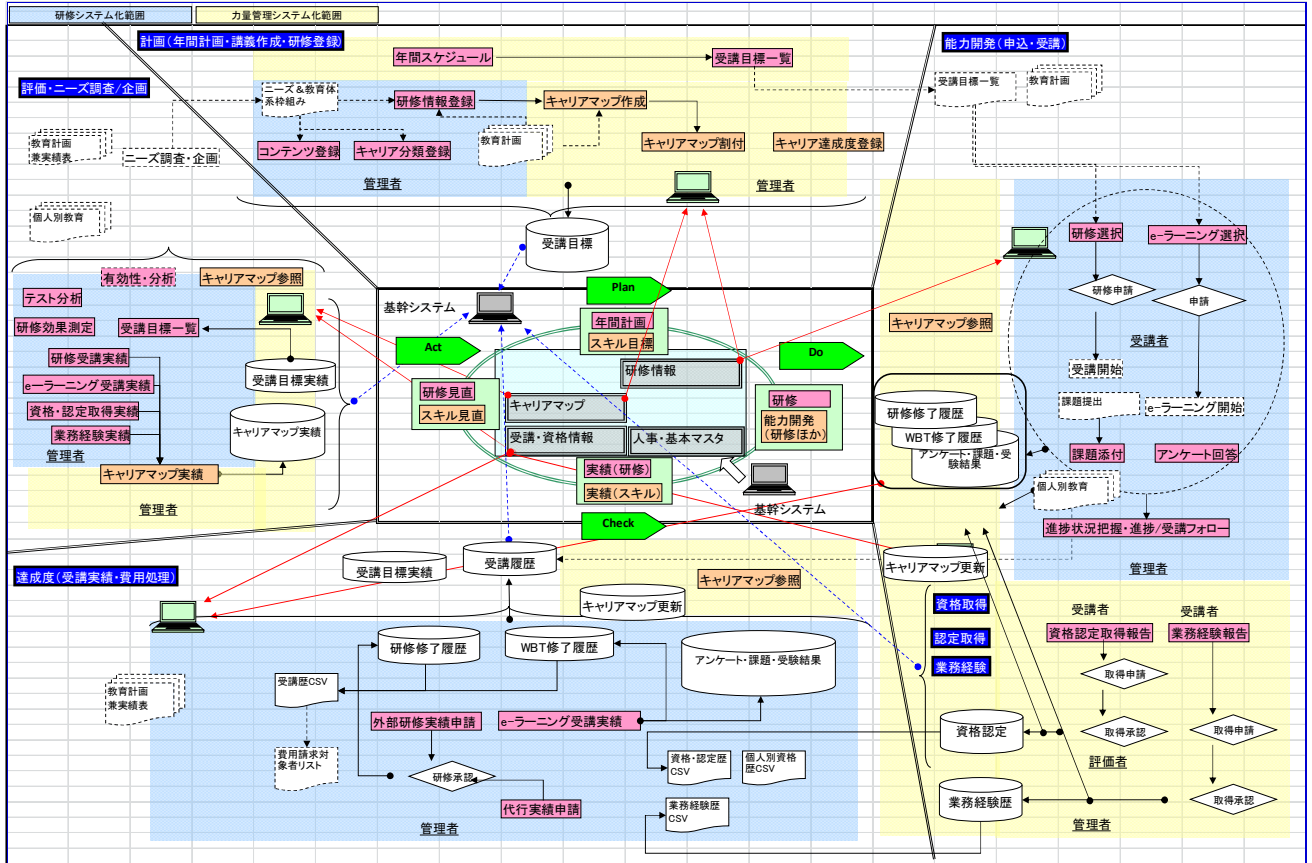 研修システム化範囲
力量管理システム化範囲
計画(年間計画・講義作成・研修登録)
年間スケジュール
受講目標一覧
ニーズ&教育体
系枠組み
研修情報登録
キャリアマップ作成
教育計画
コンテンツ登録
キャリア分類登録
キャリアマップ割付
キャリア達成度登録
管理者
管理者
受講目標
評価・ニーズ調査/企画
教育計画
兼実績表
ニーズ調査・企画
個人別教育
有効性・分析
キャリアマップ参照
テスト分析
研修効果測定
受講目標一覧
研修受講実績
受講目標実績
e―ラーニング受講実績
資格・認定取得実績
キャリアマップ実績
業務経験実績
管理者
キャリアマップ実績
管理者
能力開発(申込・受講)
受講目標一覧
教育計画
研修選択
e-ラーニング選択
研修申請
申請
キャリアマップ参照
受講者
受講開始
課題提出
e-ラーニング開始
研修修了履歴
WBT修了履歴
アンケート・課題・受
験結果
課題添付
アンケート回答
個人別教育
進捗状況把握・進捗/受講フォロー
管理者
キャリアマップ更新
基幹システム
Plan
年間計画
スキル目標
Act
Do
研修情報
研修見直
スキル見直
キャリアマップ
研修
能力開発
(研修ほか)
受講・資格情報
人事・基本マスタ
実績(研修)
実績(スキル)
基幹システム
Check
達成度(受講実績・費用処理)
受講目標実績
受講履歴
キャリアマップ参照
キャリアマップ更新
研修修了履歴
WBT修了履歴
アンケート・課題・受験結果
教育計画
兼実績表
受講歴CSV
外部研修実績申請
e-ラーニング受講実績
費用請求対
象者リスト
研修承認
代行実績申請
資格・認定歴
CSV
個人別資格
歴CSV
業務経験歴
CSV
管理者
資格取得
認定取得
業務経験
受講者
受講者
資格認定取得報告
業務経験報告
取得申請
取得承認
取得申請
評価者
資格認定
業務経験歴
取得承認
管理者